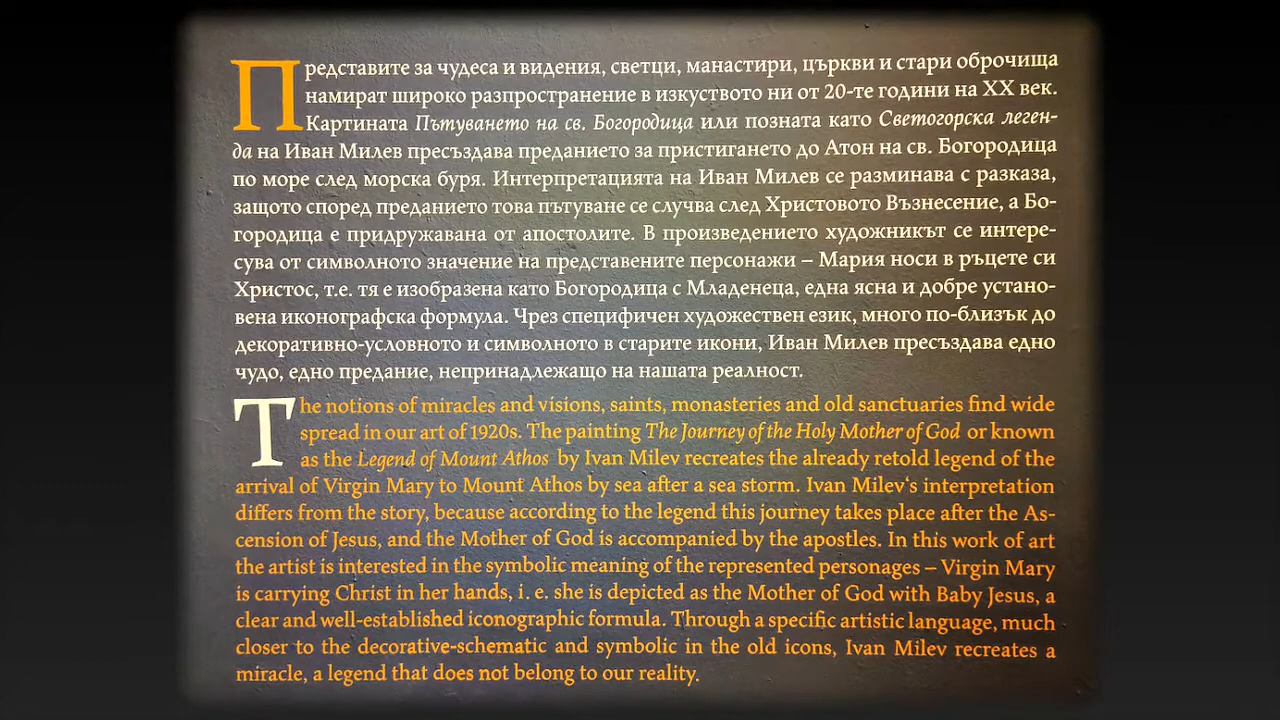 Представите за чудеса и видения, светци, манастири, църкви и стари оброчища
намират широко разпространение в изкуството ни от 20-те години на XX век.
Картината Пътуването на св. Богородица или позната като Светогорска леген-
да на Иван Милев пресъздава преданието за пристигането до Атон на св. Богородица
по море след морска буря. Интерпретацията на Иван Милев се разминава с разказа,
защото според преданието това пътуване се случва след Христовото Възнесение, а Бо-
городица е придружавана от апостолите. В произведението художникът се интере-
сува от символното значение на представените персонажи – Мария носи в ръцете си
Христос, т.е. тя е изобразена като Богородица с Младенеца, една ясна и добре устано-
вена иконографска формула. Чрез специфичен художествен език, много по-близък до
декоративно-условното и символното в старите икони, Иван Милев пресъздава едно
чудо, едно предание, непринадлежащо на нашата реалност.
The notions of miracles and visions, saints, monasteries and old sanctuaries find wide
spread in our art of 1920s. The painting The Journey of the Holy Mother of God or known
as the Legend of Mount Athos by Ivan Milev recreates the already retold legend of the
arrival of Virgin Mary to Mount Athos by sea after a sea storm. Ivan Milev‘s interpretation
differs from the story, because according to the legend this journey takes place after the As-
cension of Jesus, and the Mother of God is accompanied by the apostles. In this work of art
the artist is interested in the symbolic meaning of the represented personages – Virgin Mary
is carrying Christ in her hands, i. e. she is depicted as the Mother of God with Baby Jesus, a
clear and well-established iconographic formula. Through a specific artistic language, much
closer to the decorative-schematic and symbolic in the old icons, Ivan Milev recreates a
miracle, a legend that does not belong to our reality.